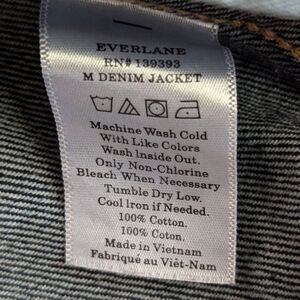 EVERLANE
RN# 139393
M DENIM JACKET
Machine Wash Cold
With Like Colors
Wash Inside Out.
Only Non-Chlorine
Bleach When Necessary
Tumble Dry Low.
Cool Iron if Needed.
100% Cotton.
100% Coton.
Made in Vietnam
Fabriqué au Viêt-Nam